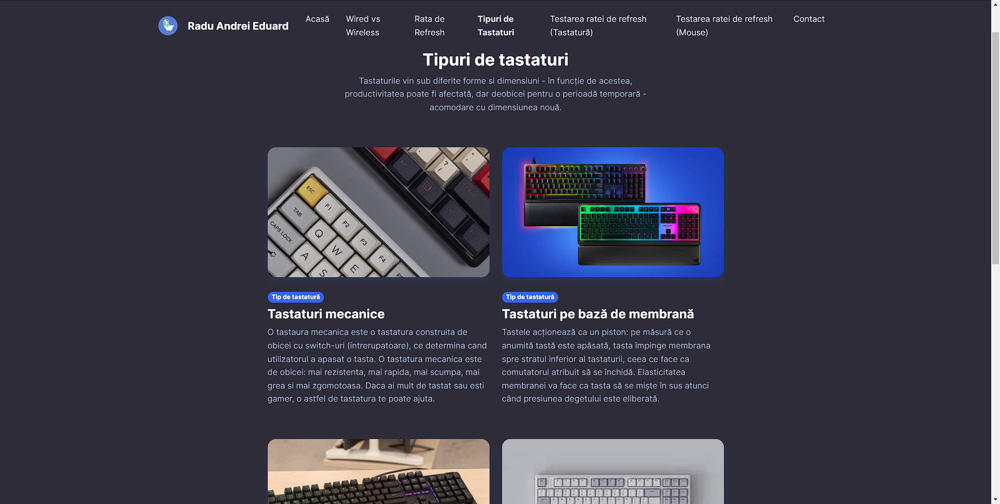 Radu Andrei Eduard
Acasă
Wired vs
Wireless
Rata de
Refresh
Tipuri de
Tastaturi
Testarea ratei de refresh
(Tastatură)
Testarea ratei de refresh
(Mouse)
Contact
Tipuri de tastaturi
Tastaturile vin sub diferite forme si dimensiuni - în funcție de acestea,
productivitatea poate fi afectată, dar deobicei pentru o perioadă temporară -
acomodare cu dimensiunea nouă.
Alt
? /
Shift
Ctrl
Fn
ESC
TAB
F1
F2
F3
F4
CAPS LOCK
Q
W
E
A
S
Tip de tastatură
Tastaturi mecanice
O tastaura mecanica este o tastatura construita de
obicei cu switch-uri (intrerupatoare), ce determina cand
utilizatorul a apasat o tasta. O tastatura mecanica este
de obicei: mai rezistenta, mai rapida, mai scumpa, mai
grea si mai zgomotoasa. Daca ai mult de tastat sau esti
gamer, o astfel de tastatura te poate ajuta.
Tip de tastatură
Tastaturi pe bază de membrană
Tastele acționează ca un piston: pe măsură ce o
anumită tastă este apăsată, tasta împinge membrana
spre stratul inferior al tastaturii, ceea ce face ca
comutatorul atribuit să se închidă. Elasticitatea
membranei va face ca tasta să se miște în sus atunci
când presiunea degetului este eliberată.